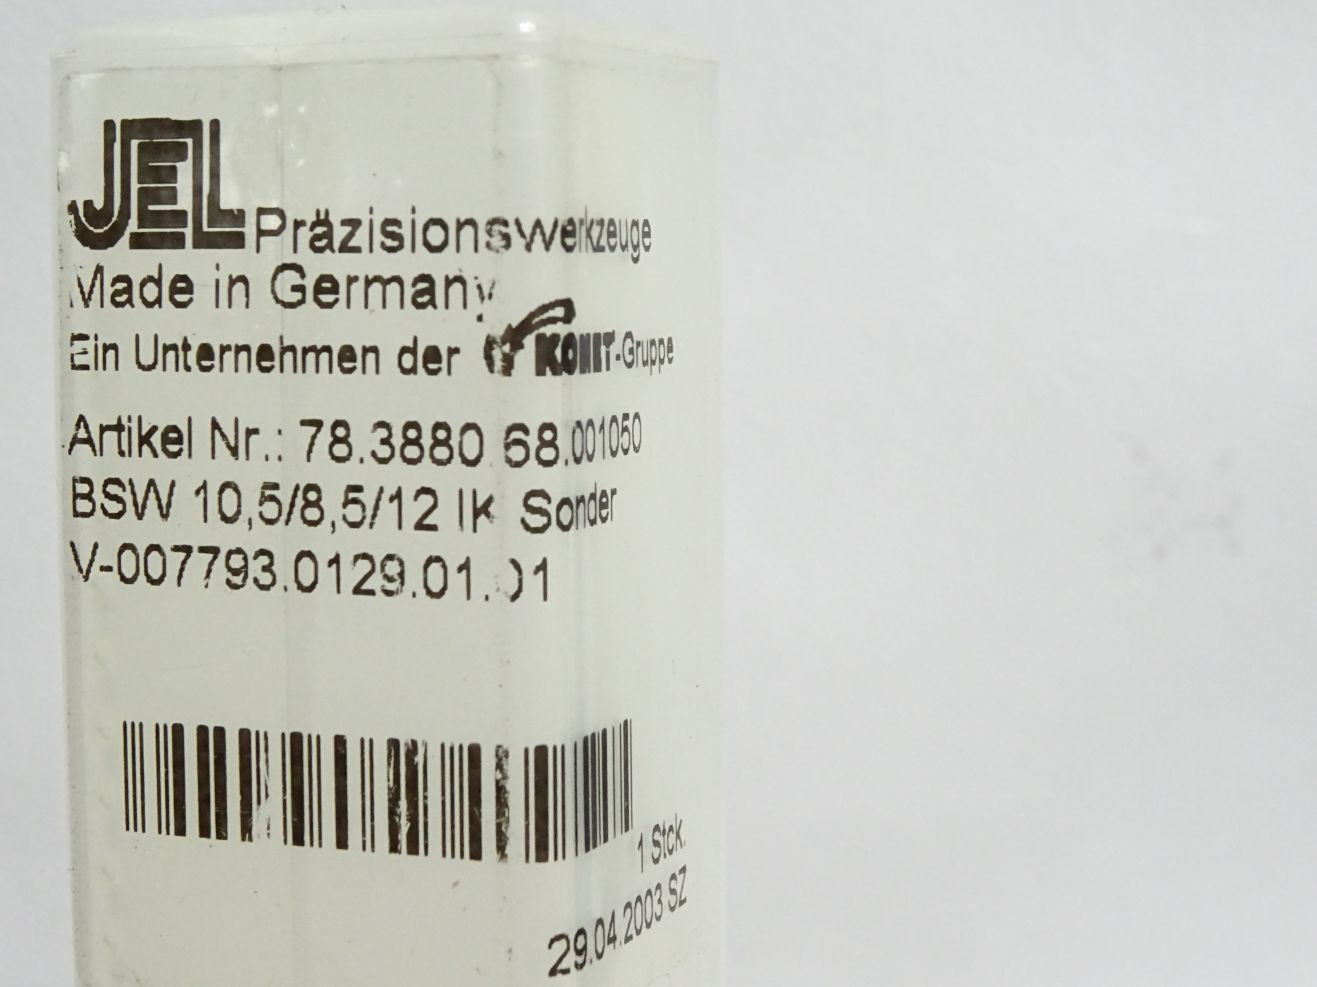 JEL Präzisionswerkzeuge
Made in Germany
Ein Unternehmen der KOMET-Gruppe
Artikel Nr.: 78.3880.68.001050
BSW 10,5/8,5/12 IK Sonder
V-007793.0129.01.01
1 Stck.
29.04.2003 SZ